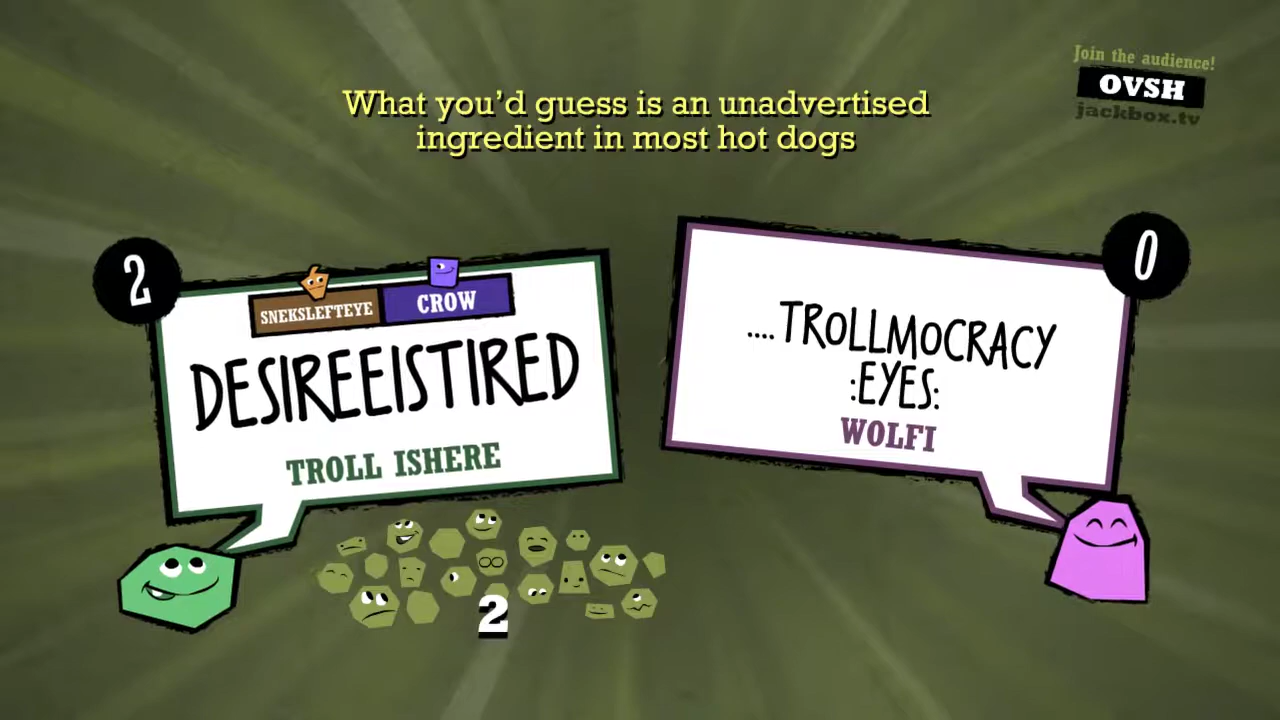 Join the audience!
OVSH
jackbox.tv
What you'd guess is an unadvertised
ingredient in most hot dogs
2
0
SNEKSLEFTEYE
CROW
DESIREEISTIRED
TROLL ISHERE
....TROLLMOCRACY
:EYES:
WOLFI
2